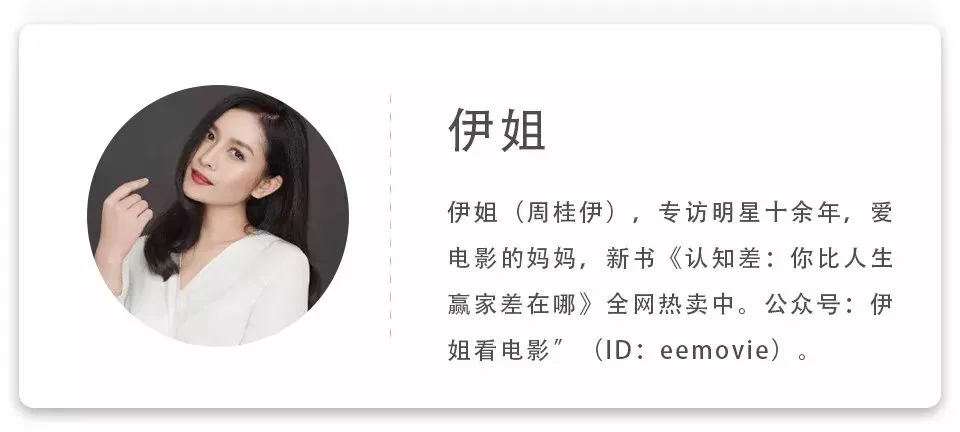 伊姐
伊姐（周桂伊），专访明星十余年，爱
电影的妈妈，新书《认知差：你比人生
赢家差在哪》全网热卖中。公众号：伊
姐看电影”（ID：eemovie）。